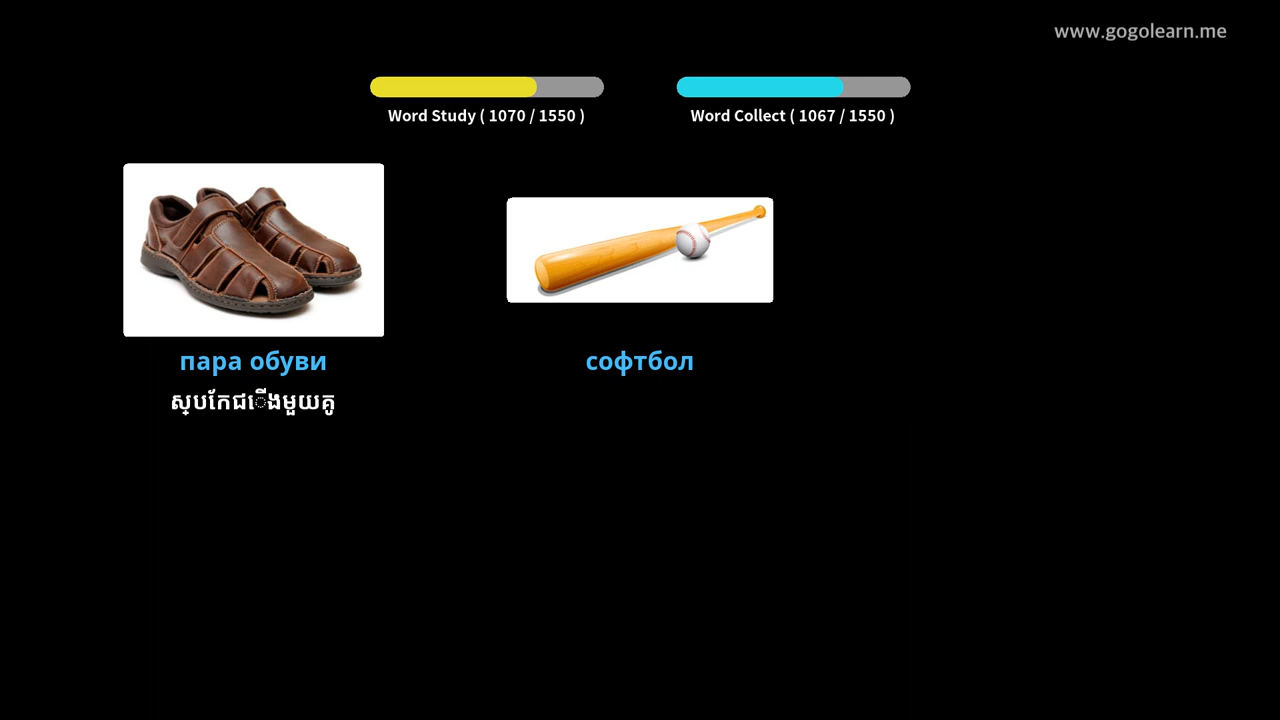 www.gogolearn.me
Word Study ( 1070 / 1550 )
Word Collect ( 1067 / 1550 )
пара обуви
софтбол
ស្បែកជើងមួយគូ